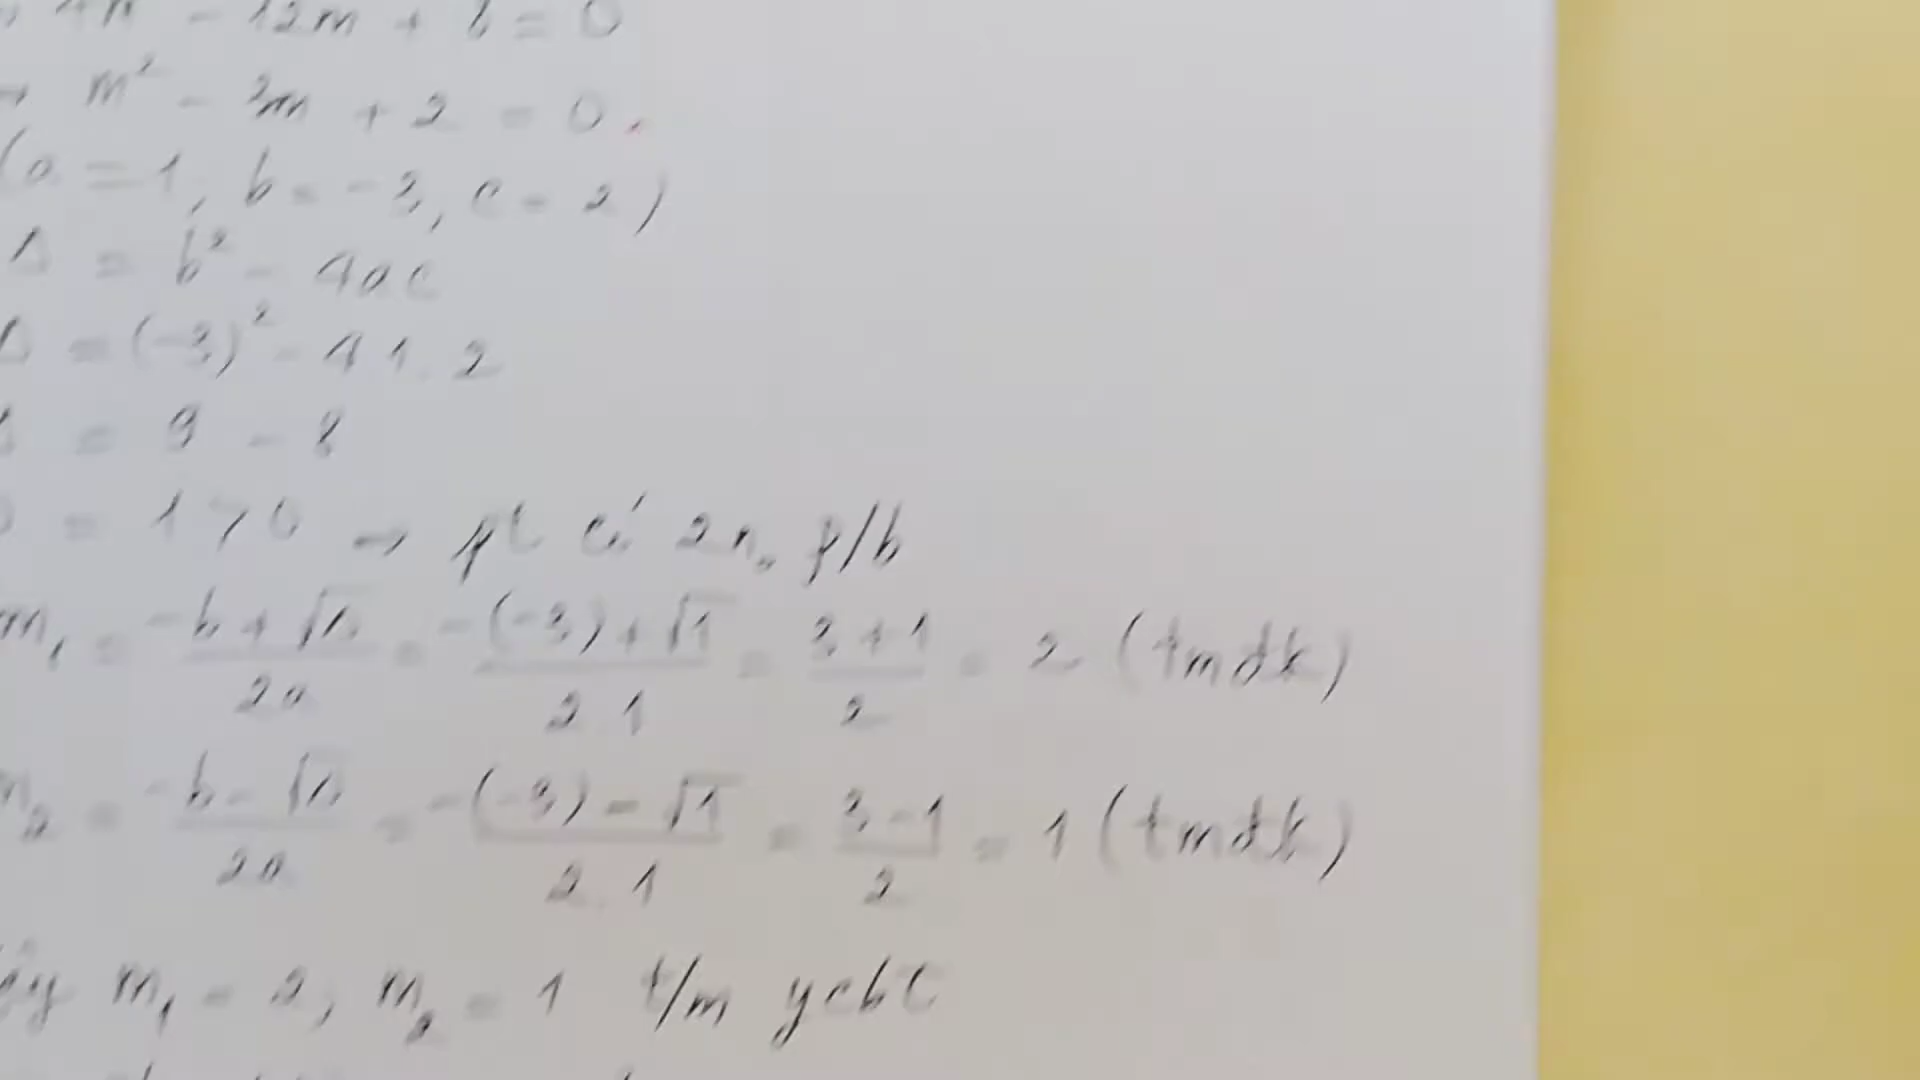 - 12m + 8 = 0
→ m² - 3m + 2 = 0.
(a = 1, b = -3, c = 2)
Δ = b² - 4ac
Δ = (-3)² - 4.1.2
Δ = 9 - 8
Δ = 1 > 0 → pt có 2 n₀ p/b
m₁ = (-b + √Δ)/2a = (-(-3) + √1)/2.1 = (3 + 1)/2 = 2 (tmđk)
m₂ = (-b - √Δ)/2a = (-(-3) - √1)/2.1 = (3 - 1)/2 = 1 (tmđk)
m₁ = 2, m₂ = 1 t/m ycbt